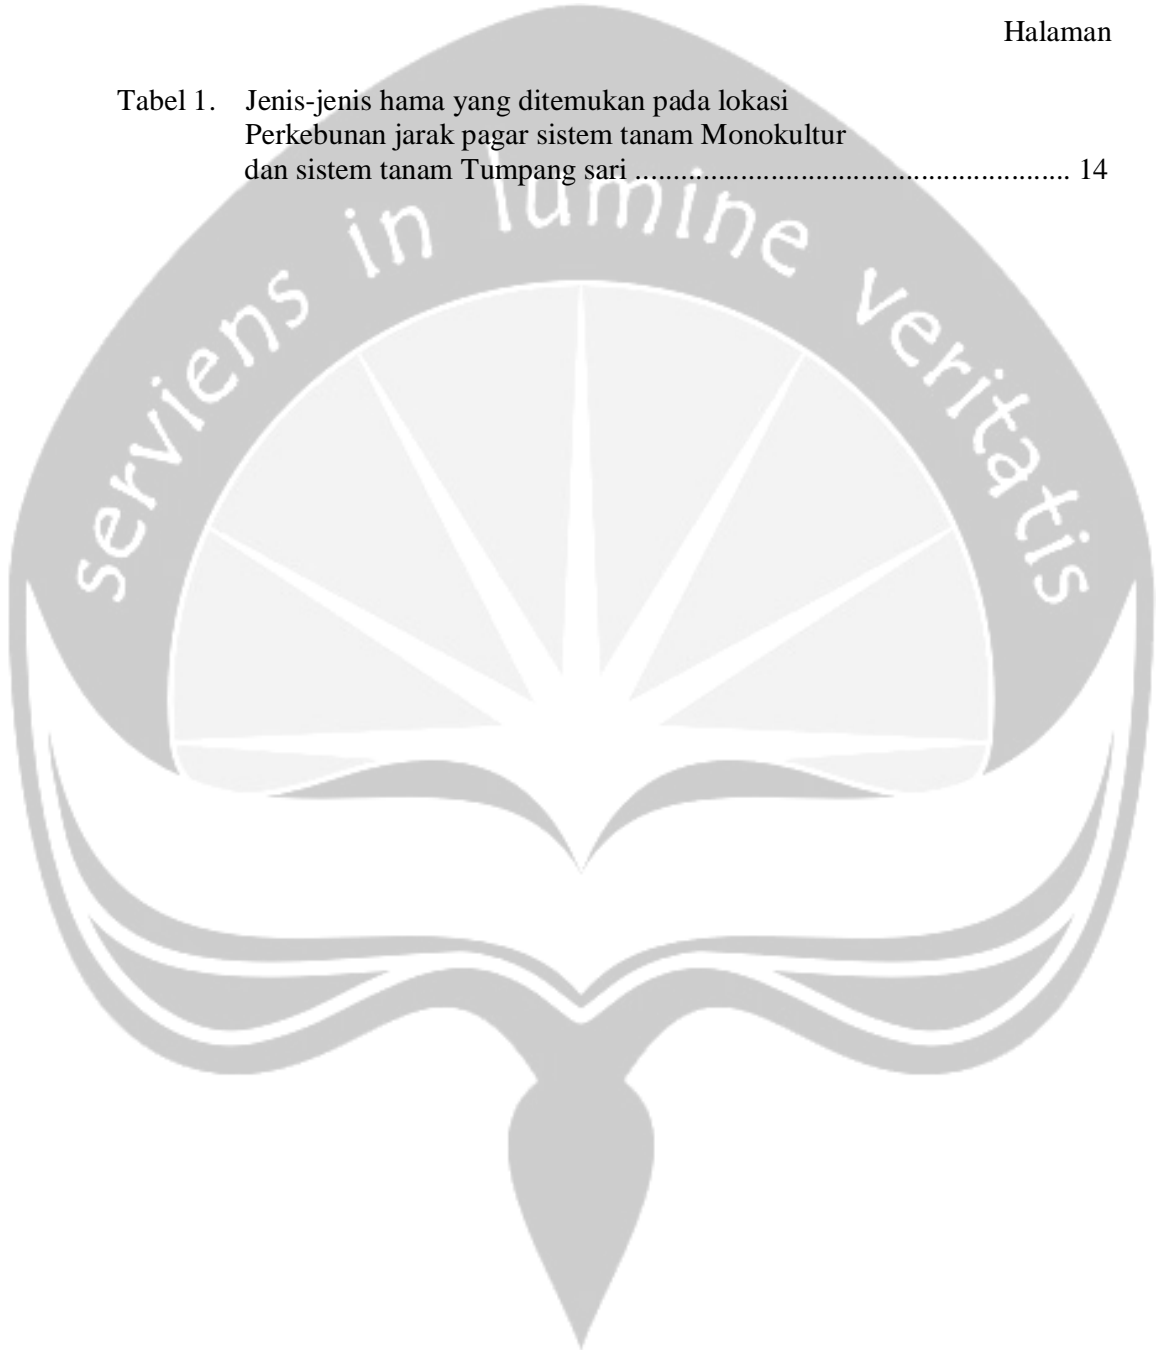 Halaman
Tabel 1. Jenis-jenis hama yang ditemukan pada lokasi
Perkebunan jarak pagar sistem tanam Monokultur
dan sistem tanam Tumpang sari ......................................................... 14
serviens in lumine veritatis